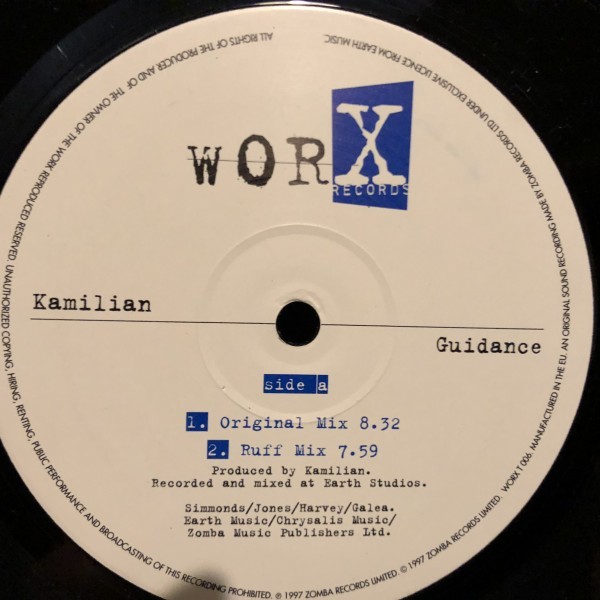 WORX
RECORDS
Kamilian
Guidance
side a
1. Original Mix 8.32
2. Ruff Mix 7.59
Produced by Kamilian.
Recorded and mixed at Earth Studios.
Simmonds/Jones/Harvey/Galea.
Earth Music/Chrysalis Music/
Zomba Music Publishers Ltd.
ALL RIGHTS OF THE PRODUCER AND OF THE OWNER OF THE WORK REPRODUCED RESERVED. UNAUTHORIZED COPYING, HIRING, RENTING, PUBLIC PERFORMANCE AND BROADCASTING OF THIS RECORDING PROHIBITED. ℗ 1997 ZOMBA RECORDS LIMITED. © 1997 ZOMBA RECORDS LIMITED. WORX T 006. MANUFACTURED IN THE EU. AN ORIGINAL SOUND RECORDING MADE BY ZOMBA RECORDS LTD UNDER EXCLUSIVE LICENCE FROM EARTH MUSIC.